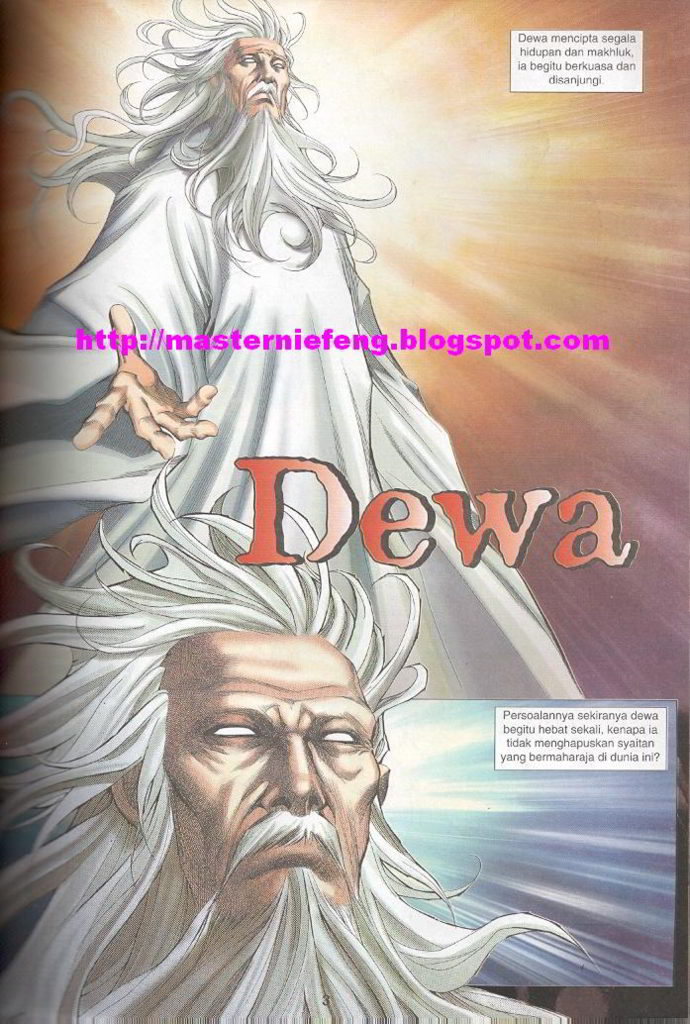 Dewa mencipta segala
hidupan dan makhluk,
ia begitu berkuasa dan
disanjungi.
http://masterniefeng.blogspot.com
Dewa
Persoalannya sekiranya dewa
begitu hebat sekali, kenapa ia
tidak menghapuskan syaitan
yang bermaharaja di dunia ini?
3